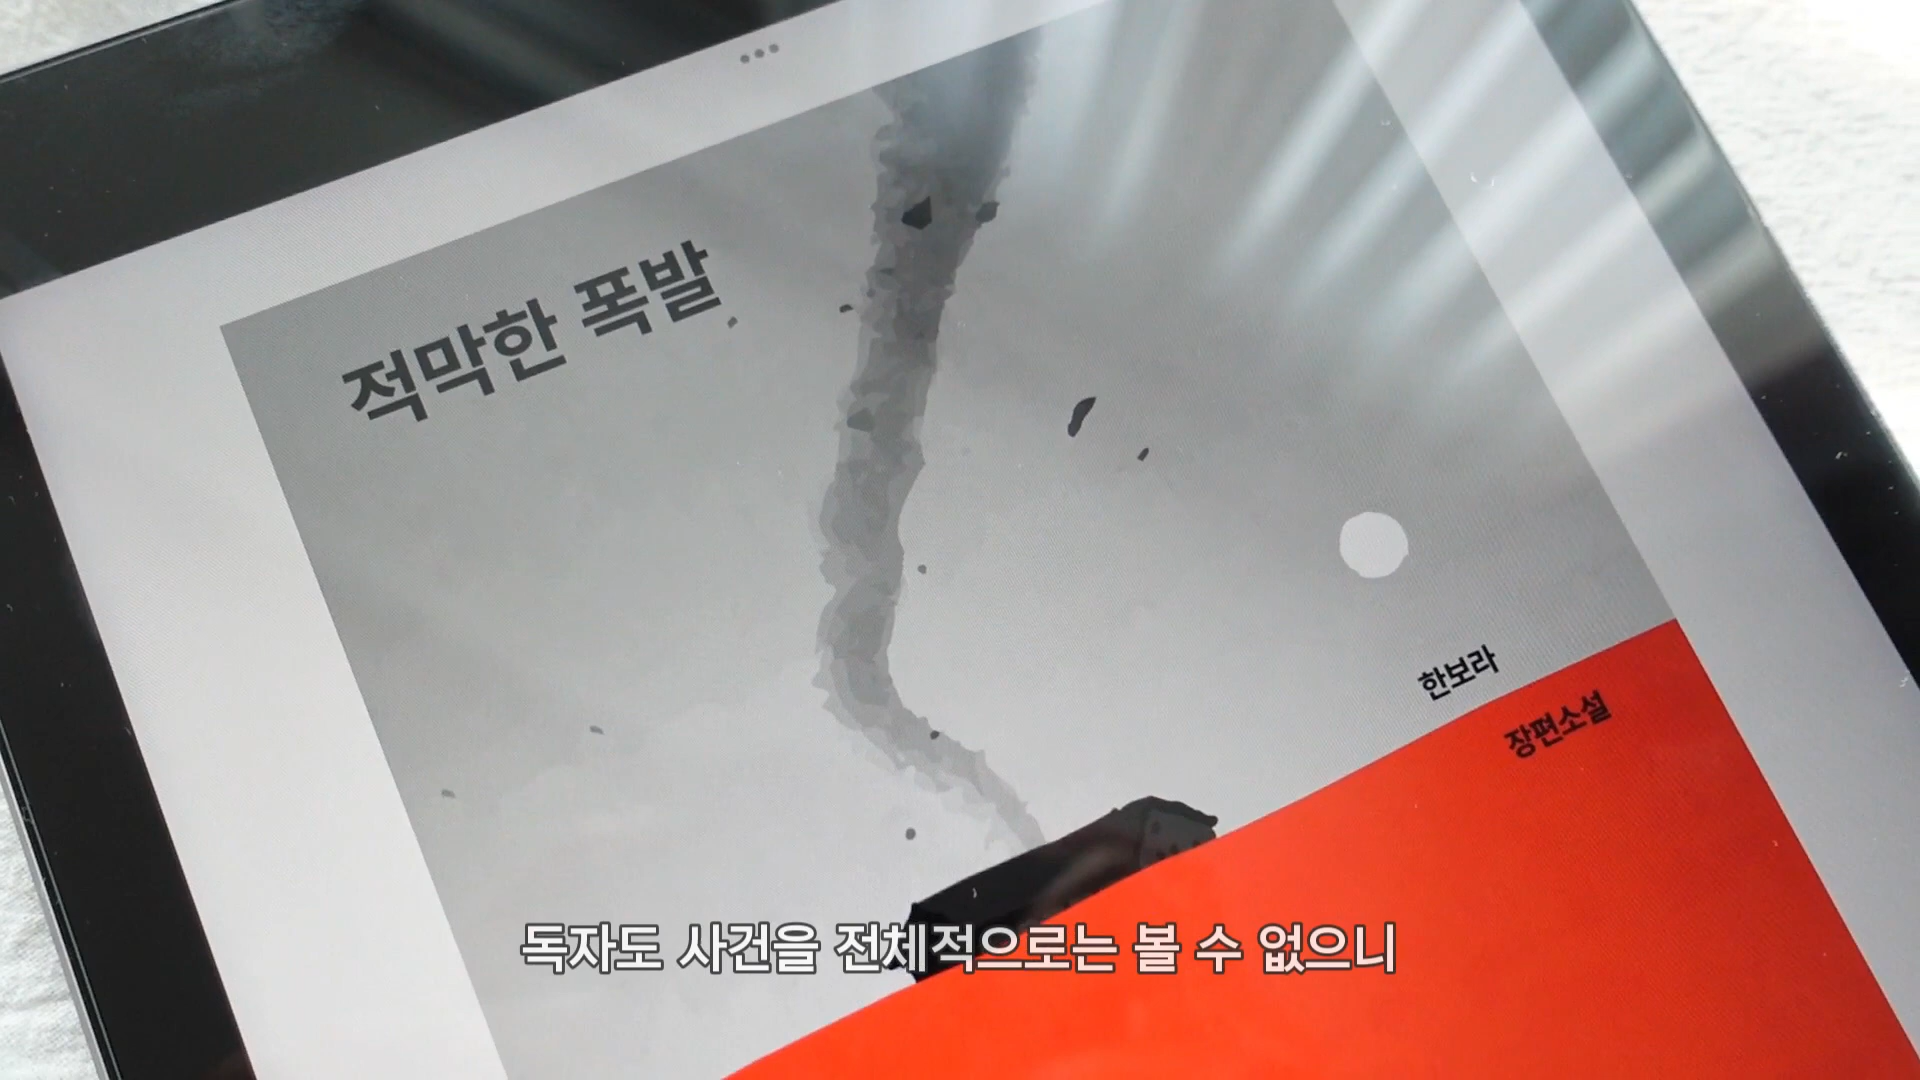 적막한 폭발
한보라
장편소설
독자도 사건을 전체적으로는 볼 수 없으니